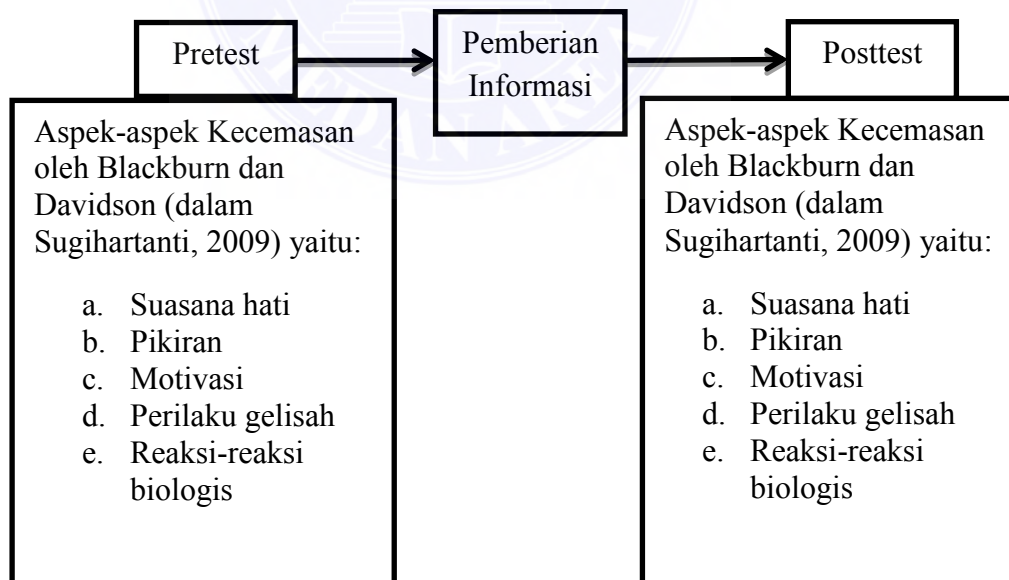 Pretest
Pemberian
Informasi
Posttest
Aspek-aspek Kecemasan
oleh Blackburn dan
Davidson (dalam
Sugihartanti, 2009) yaitu:
a. Suasana hati
b. Pikiran
c. Motivasi
d. Perilaku gelisah
e. Reaksi-reaksi
biologis
Aspek-aspek Kecemasan
oleh Blackburn dan
Davidson (dalam
Sugihartanti, 2009) yaitu:
a. Suasana hati
b. Pikiran
c. Motivasi
d. Perilaku gelisah
e. Reaksi-reaksi
biologis
MEDAN AREA